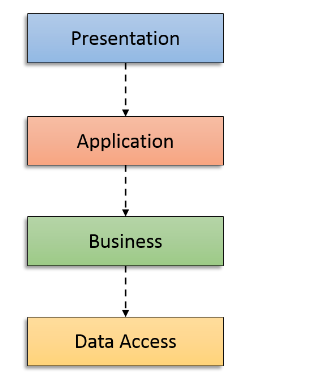 Presentation
Application
Business
Data Access